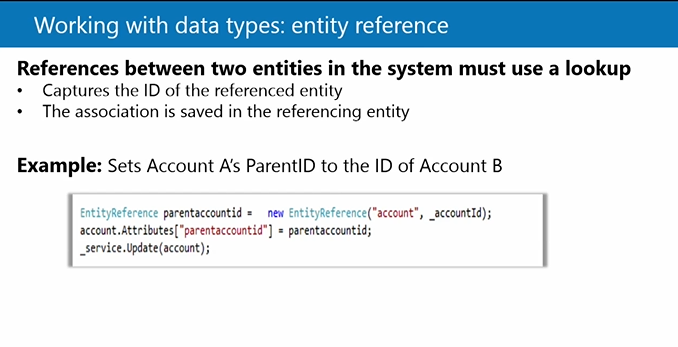 Working with data types: entity reference
References between two entities in the system must use a lookup
• Captures the ID of the referenced entity
• The association is saved in the referencing entity
Example: Sets Account A's ParentID to the ID of Account B
EntityReference parentaccountid = new EntityReference("account", _accountId);
account.Attributes["parentaccountid"] = parentaccountid;
_service.Update(account);